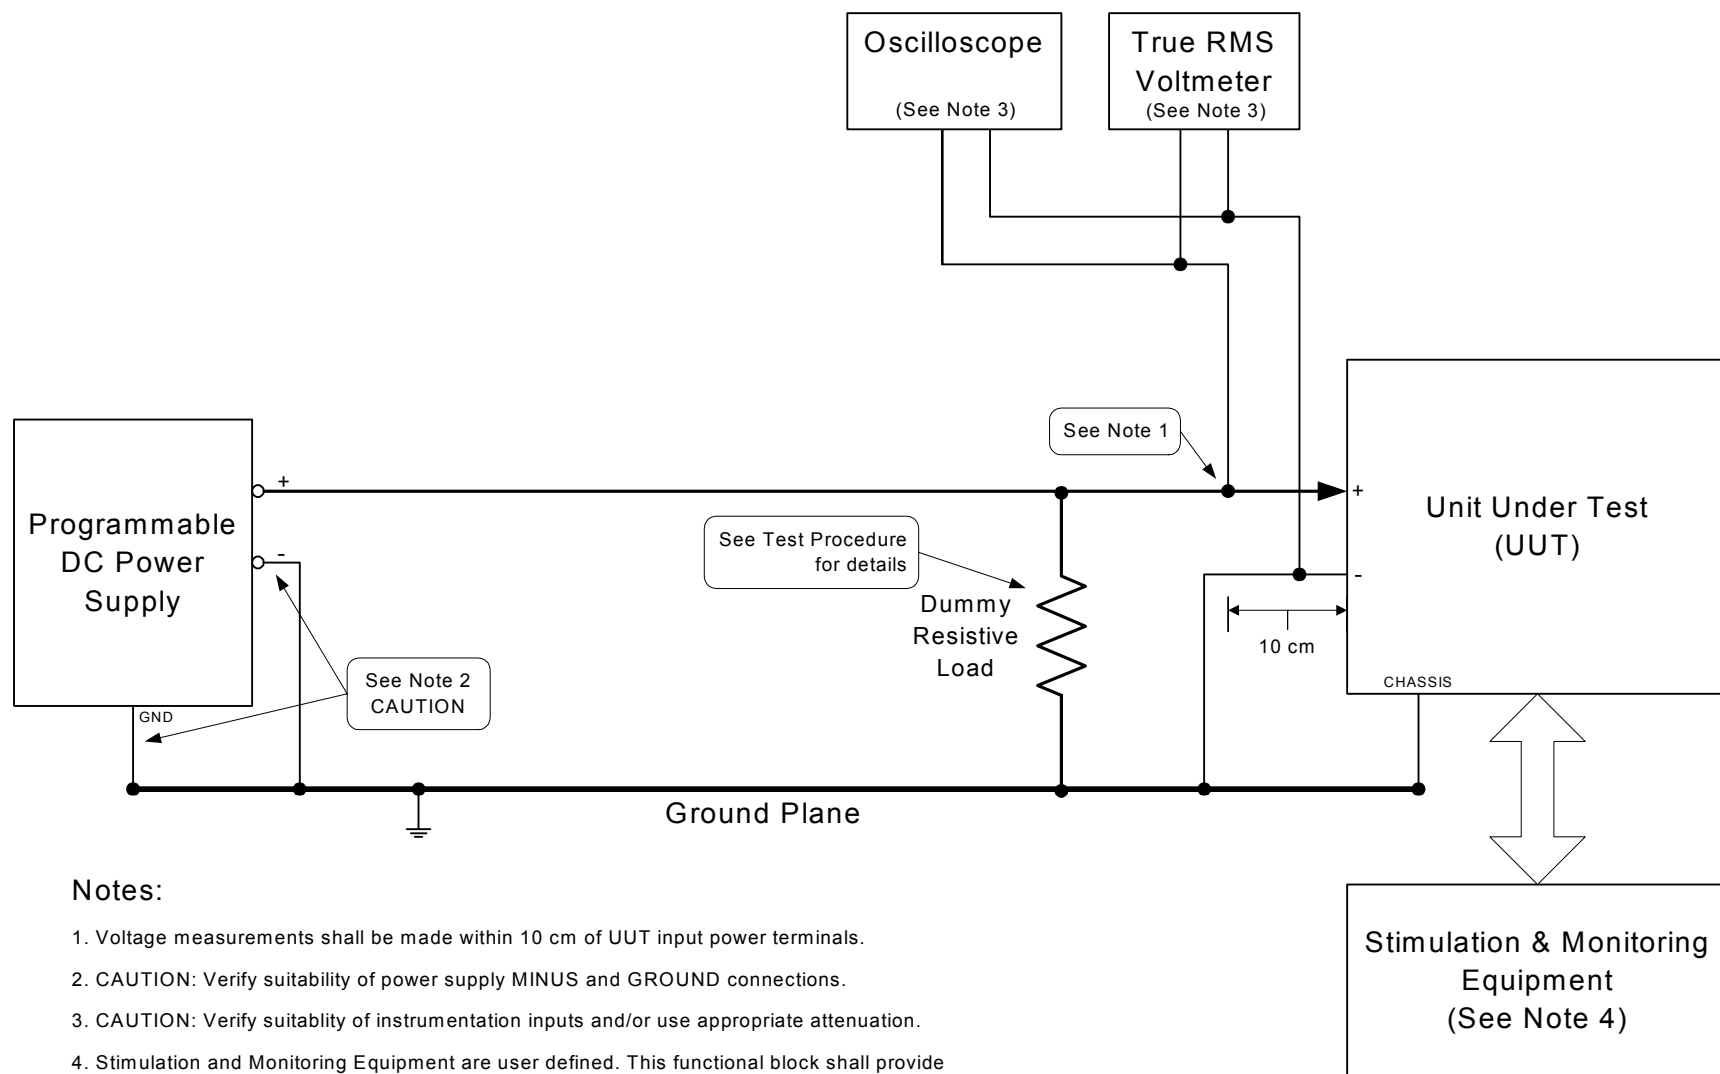 Oscilloscope
(See Note 3)
True RMS
Voltmeter
(See Note 3)
See Note 1
+
Programmable
DC Power
Supply
-
GND
See Note 2
CAUTION
See Test Procedure
for details
Dummy
Resistive
Load
+
Unit Under Test
(UUT)
-
10 cm
CHASSIS
Ground Plane
Notes:
1. Voltage measurements shall be made within 10 cm of UUT input power terminals.
2. CAUTION: Verify suitability of power supply MINUS and GROUND connections.
3. CAUTION: Verify suitablity of instrumentation inputs and/or use appropriate attenuation.
4. Stimulation and Monitoring Equipment are user defined. This functional block shall provide
Stimulation & Monitoring
Equipment
(See Note 4)